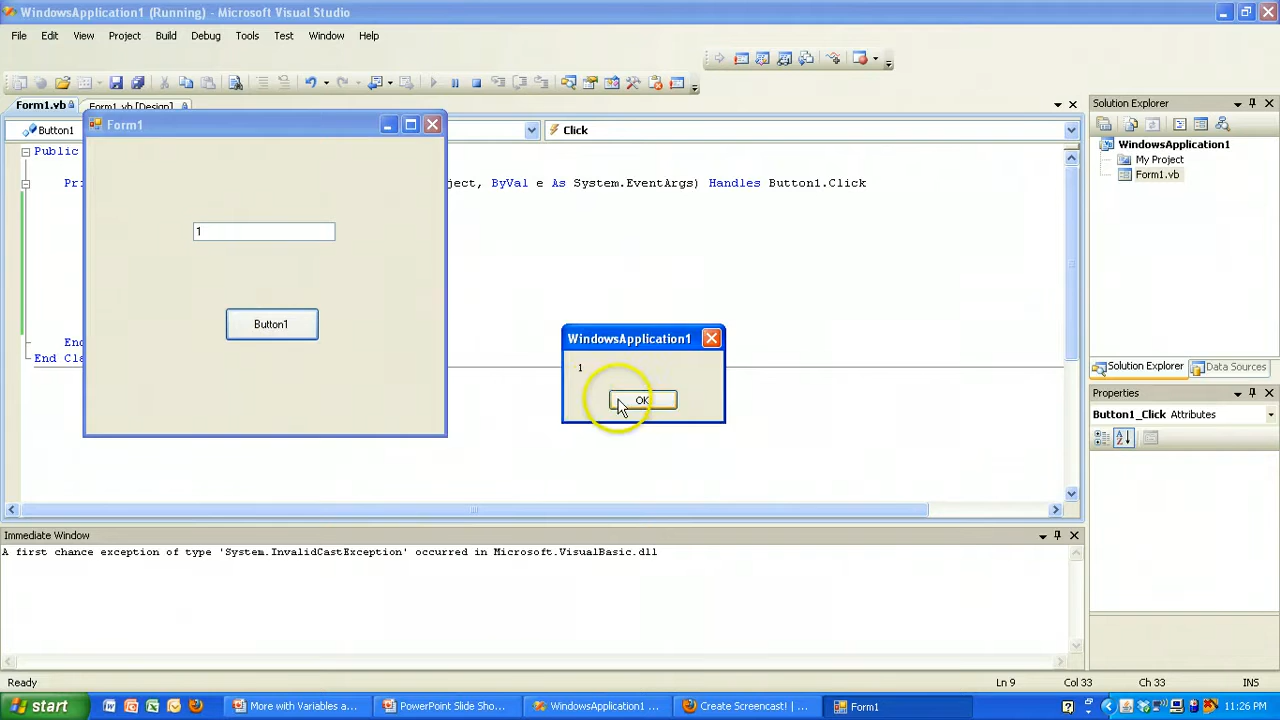 WindowsApplication1 (Running) - Microsoft Visual Studio
File Edit View Project Build Debug Tools Test Window Help
Form1.vb Form1.vb [Design]
Button1 Click
Form1
Public
Pri ject, ByVal e As System.EventArgs) Handles Button1.Click
1
Button1
End
End Cla
WindowsApplication1
1
OK
Solution Explorer
WindowsApplication1
My Project
Form1.vb
Solution Explorer Data Sources
Properties
Button1_Click Attributes
Immediate Window
A first chance exception of type 'System.InvalidCastException' occurred in Microsoft.VisualBasic.dll
Ready Ln 9 Col 33 Ch 33 INS
start More with Variables a... PowerPoint Slide Sho... WindowsApplication1 ... Create Screencast! | ... Form1 11:26 PM